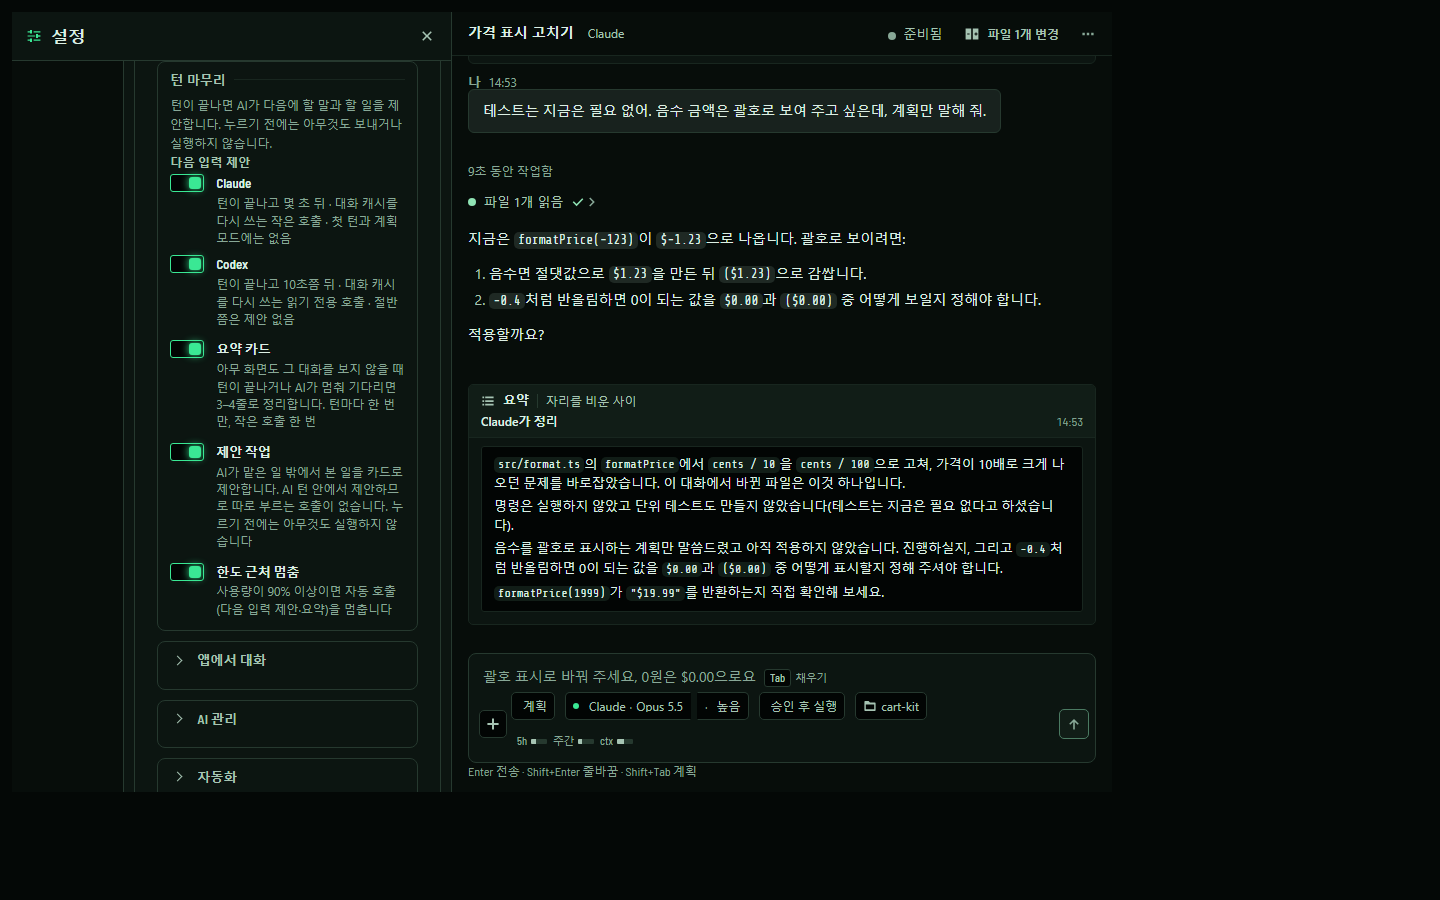 설정
턴 마무리
턴이 끝나면 AI가 다음에 할 말과 할 일을 제
안합니다. 누르기 전에는 아무것도 보내거나
실행하지 않습니다.
다음 입력 제안
Claude
턴이 끝나고 몇 초 뒤 · 대화 캐시를
다시 쓰는 작은 호출 · 첫 턴과 계획
모드에는 없음
Codex
턴이 끝나고 10초쯤 뒤 · 대화 캐시
를 다시 쓰는 읽기 전용 호출 · 절반
쯤은 제안 없음
요약 카드
아무 화면도 그 대화를 보지 않을 때
턴이 끝나거나 AI가 멈춰 기다리면
3–4줄로 정리합니다. 턴마다 한 번
만, 작은 호출 한 번
제안 작업
AI가 맡은 일 밖에서 본 일을 카드로
제안합니다. AI 턴 안에서 제안하므
로 따로 부르는 호출이 없습니다. 누
르기 전에는 아무것도 실행하지 않
습니다
한도 근처 멈춤
사용량이 90% 이상이면 자동 호출
(다음 입력 제안·요약)을 멈춥니다
앱에서 대화
AI 관리
자동화
가격 표시 고치기 Claude
준비됨 파일 1개 변경
나 14:53
테스트는 지금은 필요 없어. 음수 금액은 괄호로 보여 주고 싶은데, 계획만 말해 줘.
9초 동안 작업함
파일 1개 읽음
지금은 formatPrice(-123)이 $-1.23으로 나옵니다. 괄호로 보이려면:
1. 음수면 절댓값으로 $1.23을 만든 뒤 ($1.23)으로 감쌉니다.
2. -0.4처럼 반올림하면 0이 되는 값을 $0.00과 ($0.00) 중 어떻게 보일지 정해야 합니다.
적용할까요?
요약 자리를 비운 사이
Claude가 정리 14:53
src/format.ts의 formatPrice에서 cents / 10을 cents / 100으로 고쳐, 가격이 10배로 크게 나
오던 문제를 바로잡았습니다. 이 대화에서 바뀐 파일은 이것 하나입니다.
명령은 실행하지 않았고 단위 테스트도 만들지 않았습니다(테스트는 지금은 필요 없다고 하셨습니
다).
음수를 괄호로 표시하는 계획만 말씀드렸고 아직 적용하지 않았습니다. 진행하실지, 그리고 -0.4처
럼 반올림하면 0이 되는 값을 $0.00과 ($0.00) 중 어떻게 표시할지 정해 주셔야 합니다.
formatPrice(1999)가 "$19.99"를 반환하는지 직접 확인해 보세요.
괄호 표시로 바꿔 주세요, 0원은 $0.00으로요 Tab 채우기
계획 Claude · Opus 5.5 · 높음 승인 후 실행 cart-kit
5h 주간 ctx
Enter 전송 · Shift+Enter 줄바꿈 · Shift+Tab 계획